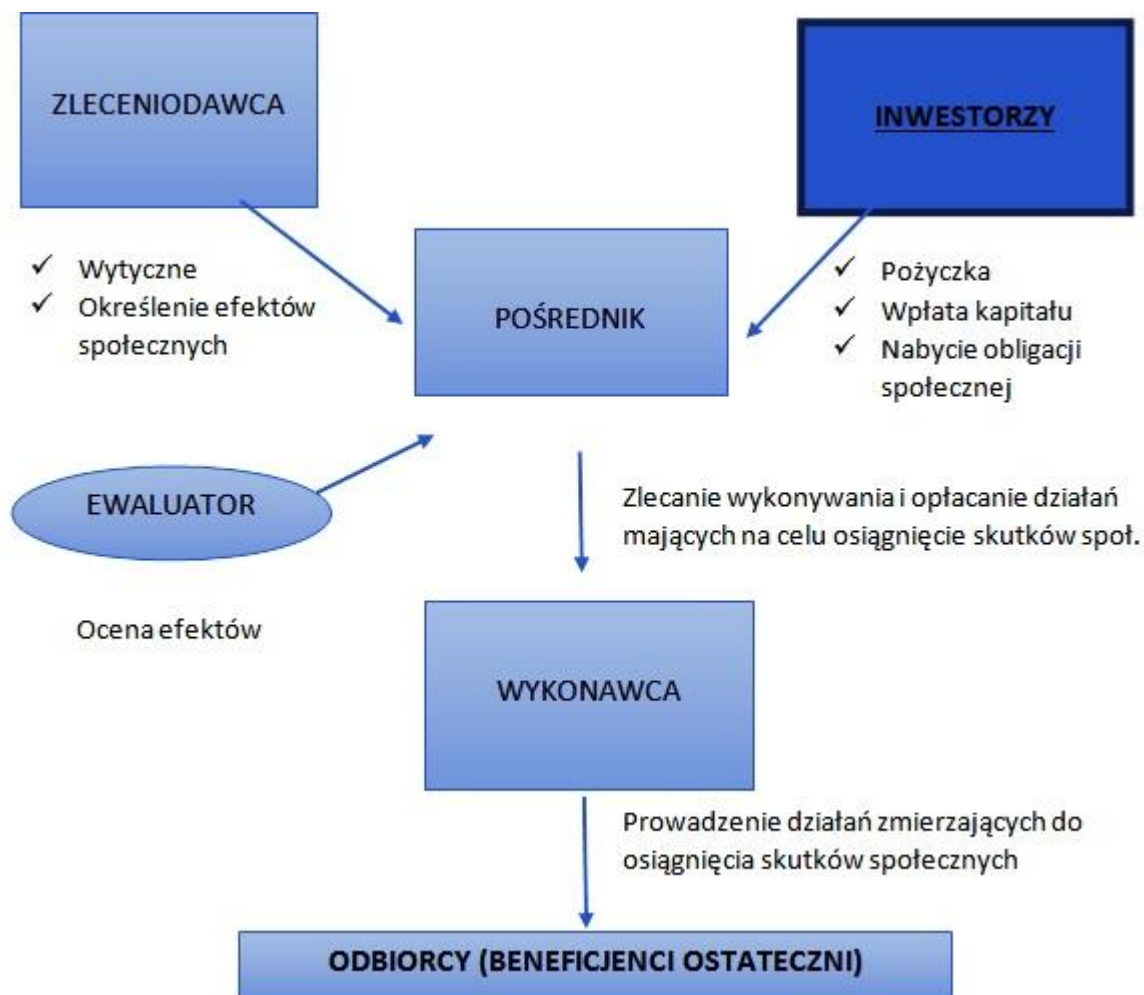 ZLECENIODAWCA
INWESTORZY
✓ Wytyczne
✓ Określenie efektów
społecznych
POŚREDNIK
✓ Pożyczka
✓ Wpłata kapitału
✓ Nabycie obligacji
społecznej
EWALUATOR
Ocena efektów
Zlecanie wykonywania i opłacanie działań
mających na celu osiągnięcie skutków społ.
WYKONAWCA
Prowadzenie działań zmierzających do
osiągnięcia skutków społecznych
ODBIORCY (BENEFICJENCI OSTATECZNI)